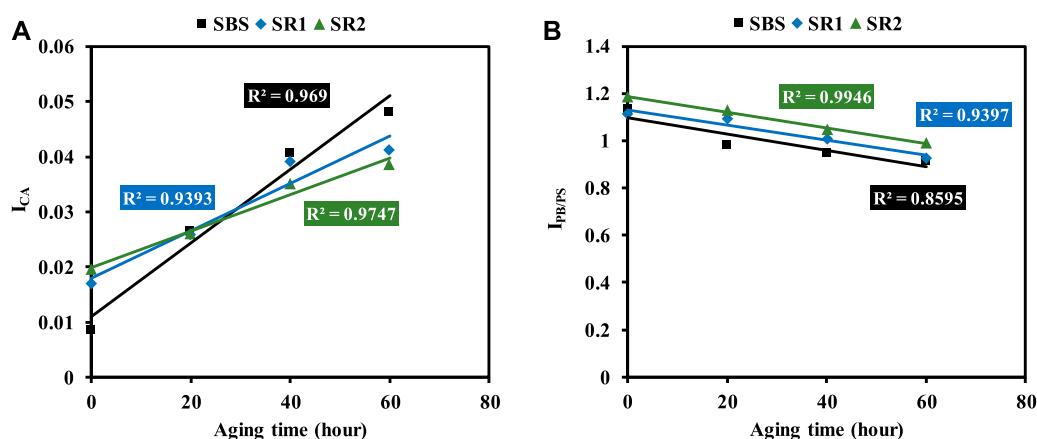 A
SBS SR1 SR2
0.06
0.05
0.04
0.03
0.02
0.01
0
I_CA
R² = 0.969
R² = 0.9393
R² = 0.9747
0 20 40 60 80
Aging time (hour)
B
SBS SR1 SR2
1.4
1.2
1
0.8
0.6
0.4
0.2
0
I_PB/PS
R² = 0.9946
R² = 0.9397
R² = 0.8595
0 20 40 60 80
Aging time (hour)